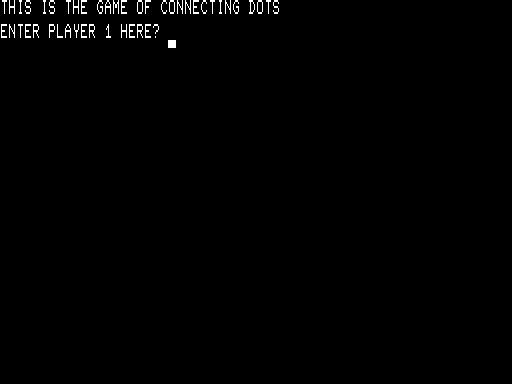 THIS IS THE GAME OF CONNECTING DOTS
ENTER PLAYER 1 HERE?